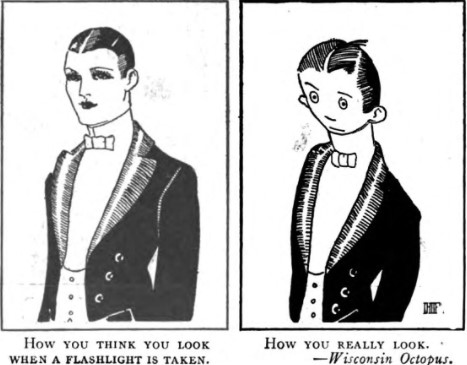 HOW YOU THINK YOU LOOK
WHEN A FLASHLIGHT IS TAKEN.
HOW YOU REALLY LOOK.
—Wisconsin Octopus.